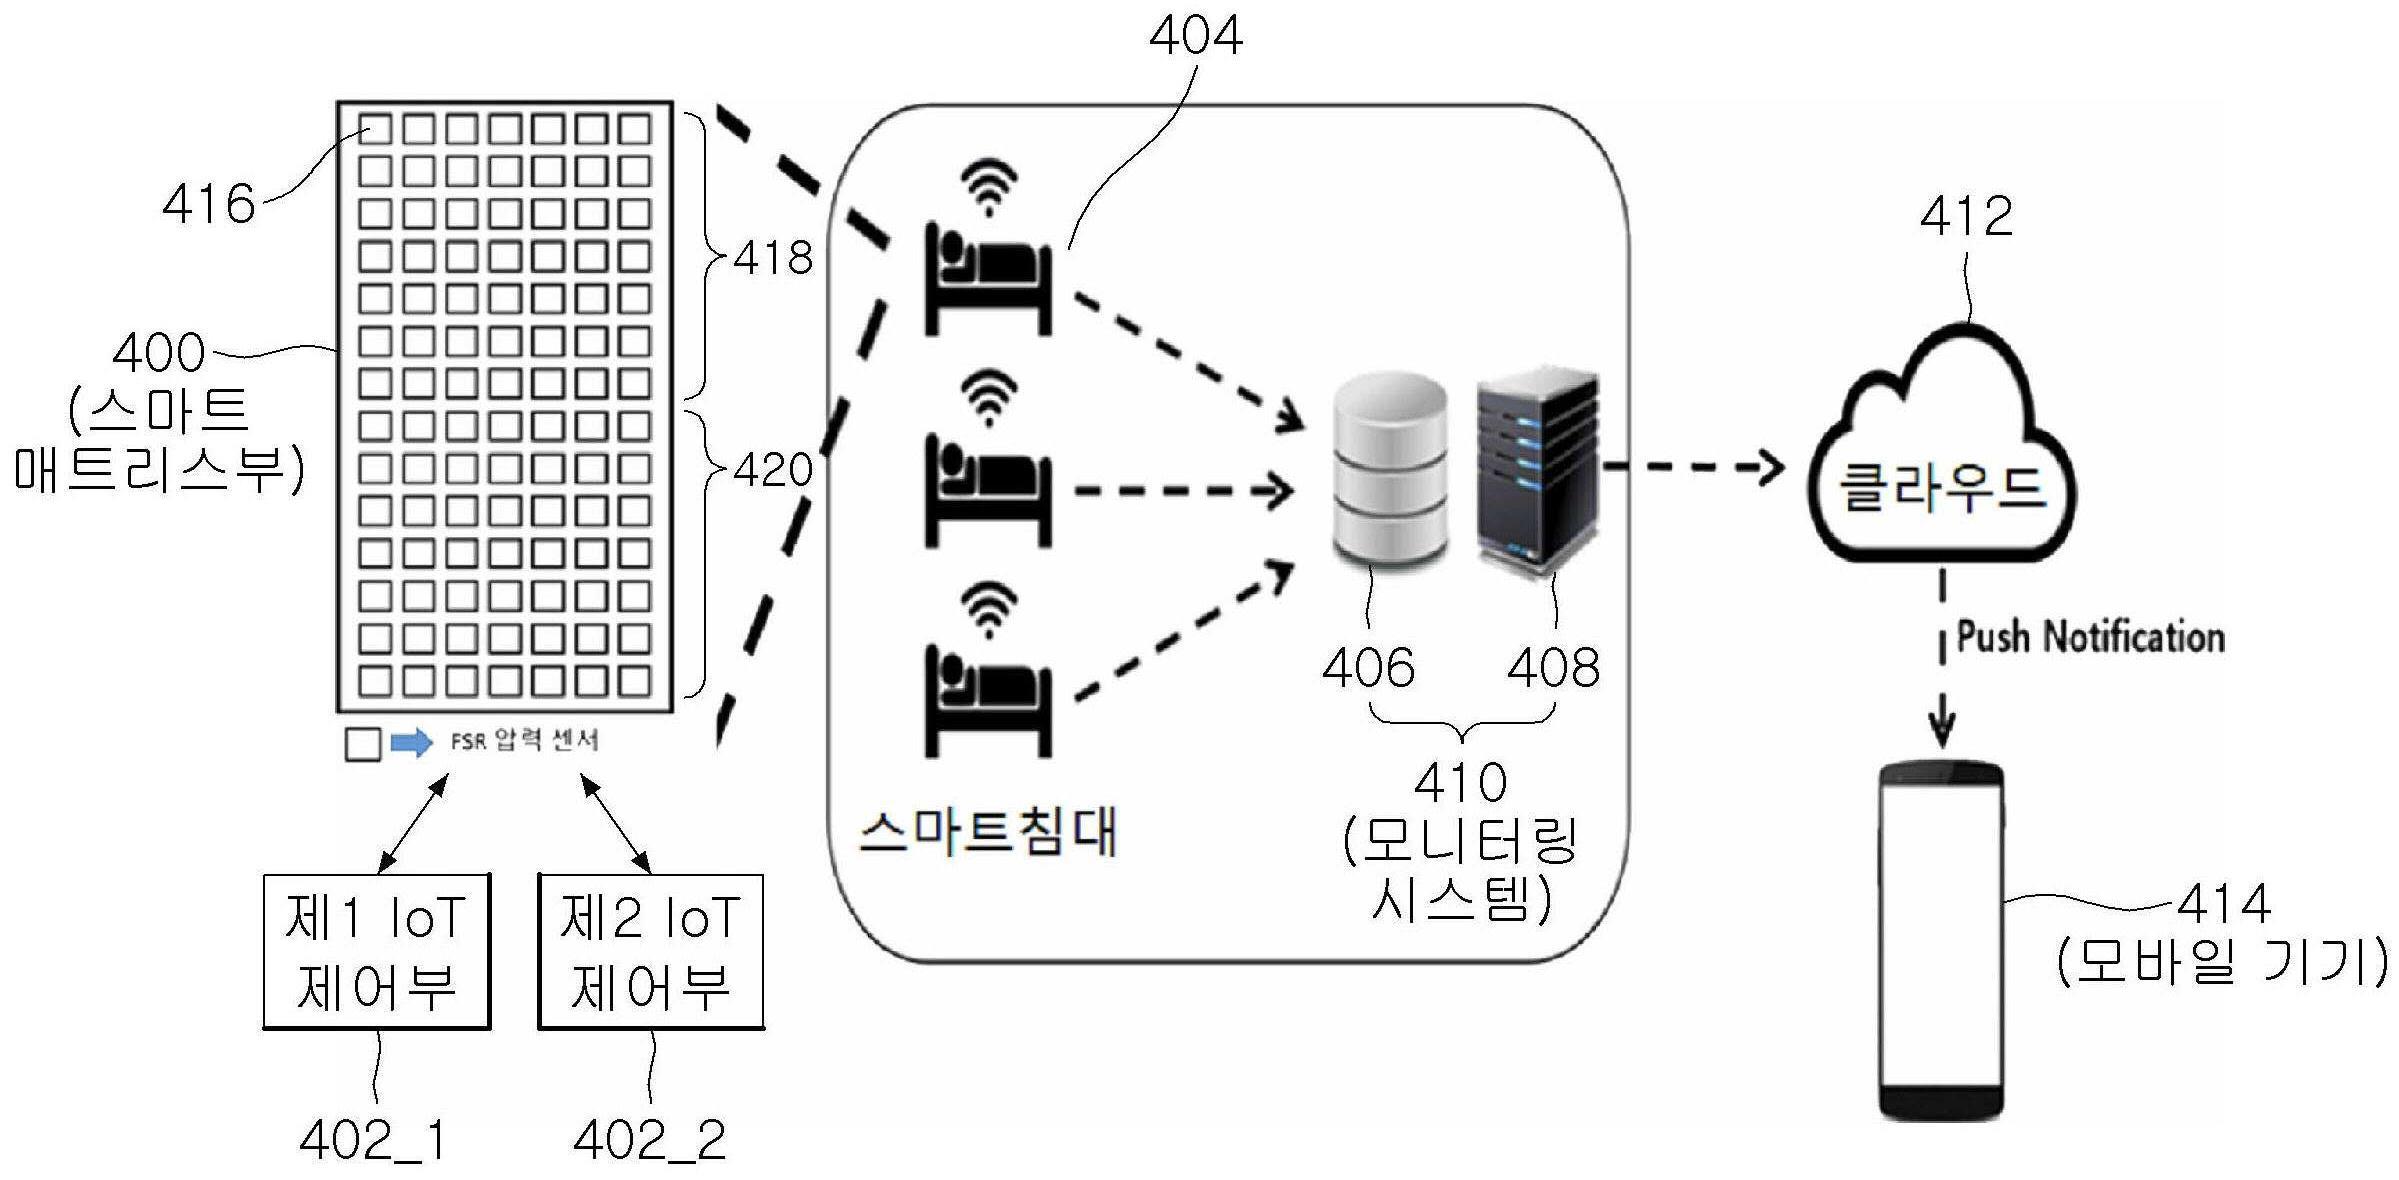 404
416
418
400
(스마트
매트리스부)
420
FSR 압력 센서
제1 IoT
제어부
402_1
제2 IoT
제어부
402_2
스마트침대
406
408
410
(모니터링
시스템)
412
클라우드
Push Notification
414
(모바일 기기)